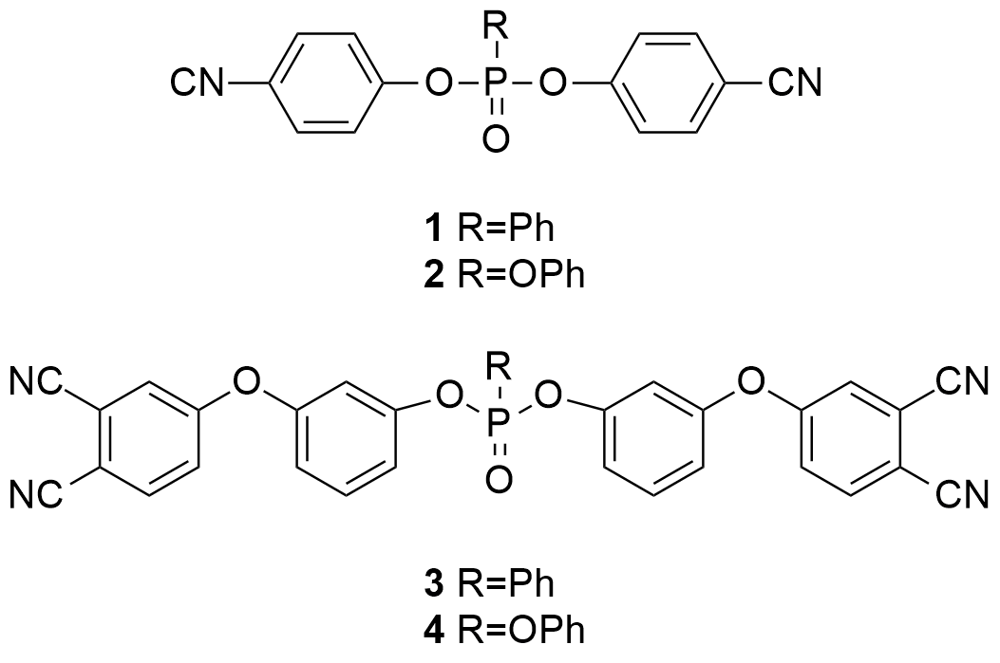 R
CN O P O CN
O
1 R=Ph
2 R=OPh
NC O R O CN
O P O
NC O CN
3 R=Ph
4 R=OPh